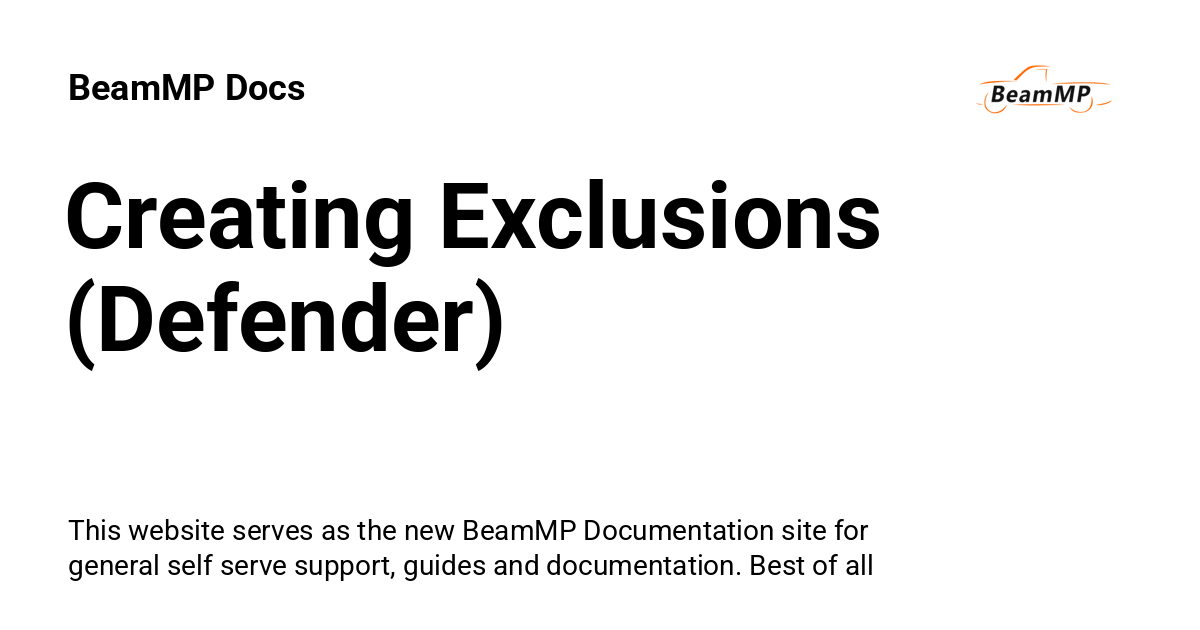 BeamMP Docs
BeamMP
Creating Exclusions
(Defender)
This website serves as the new BeamMP Documentation site for
general self serve support, guides and documentation. Best of all